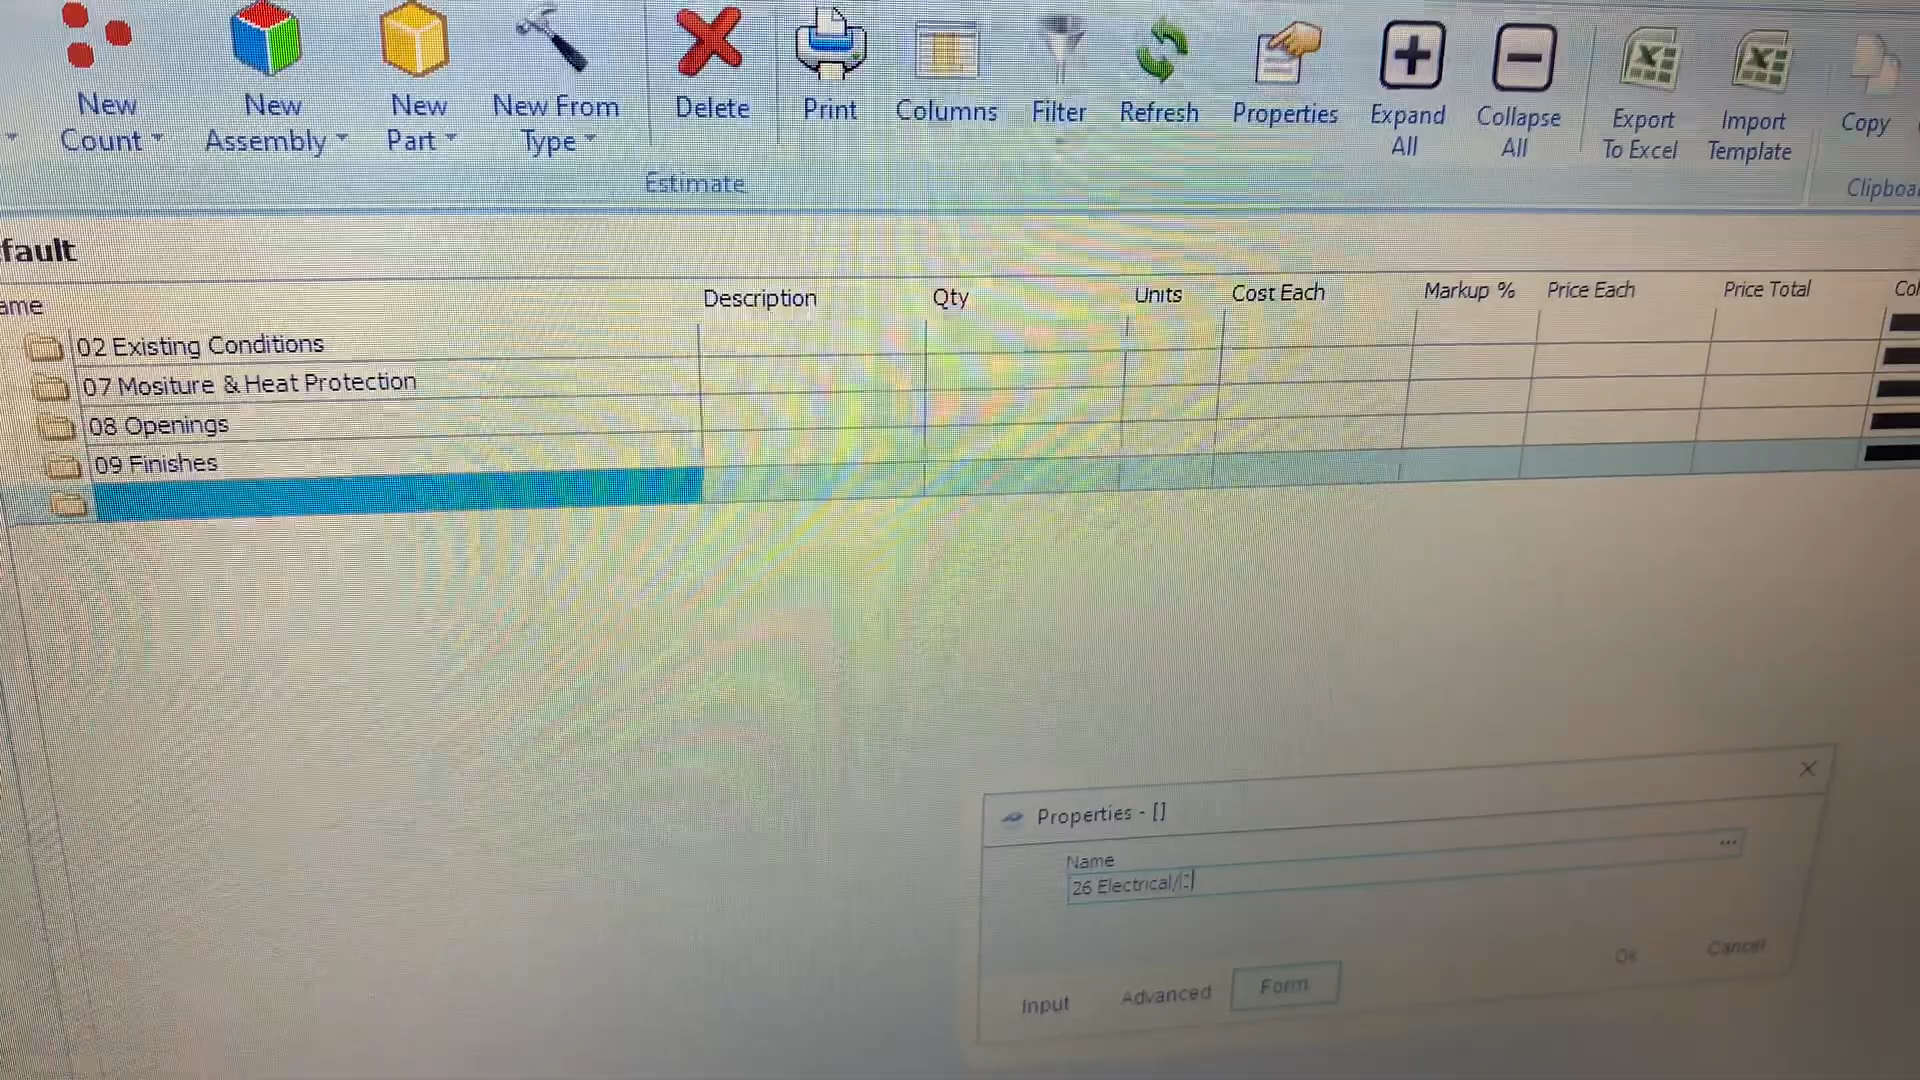 New Count
New Assembly
New Part
New From Type
Delete
Print
Columns
Filter
Refresh
Properties
Expand All
Collapse All
Export To Excel
Import Template
Copy
Estimate
Clipboa
fault
ame
Description
Qty
Units
Cost Each
Markup %
Price Each
Price Total
Col
02 Existing Conditions
07 Mositure & Heat Protection
08 Openings
09 Finishes
Properties - []
Name
...
26 Electrical/
Ok
Cancel
Input
Advanced
Form